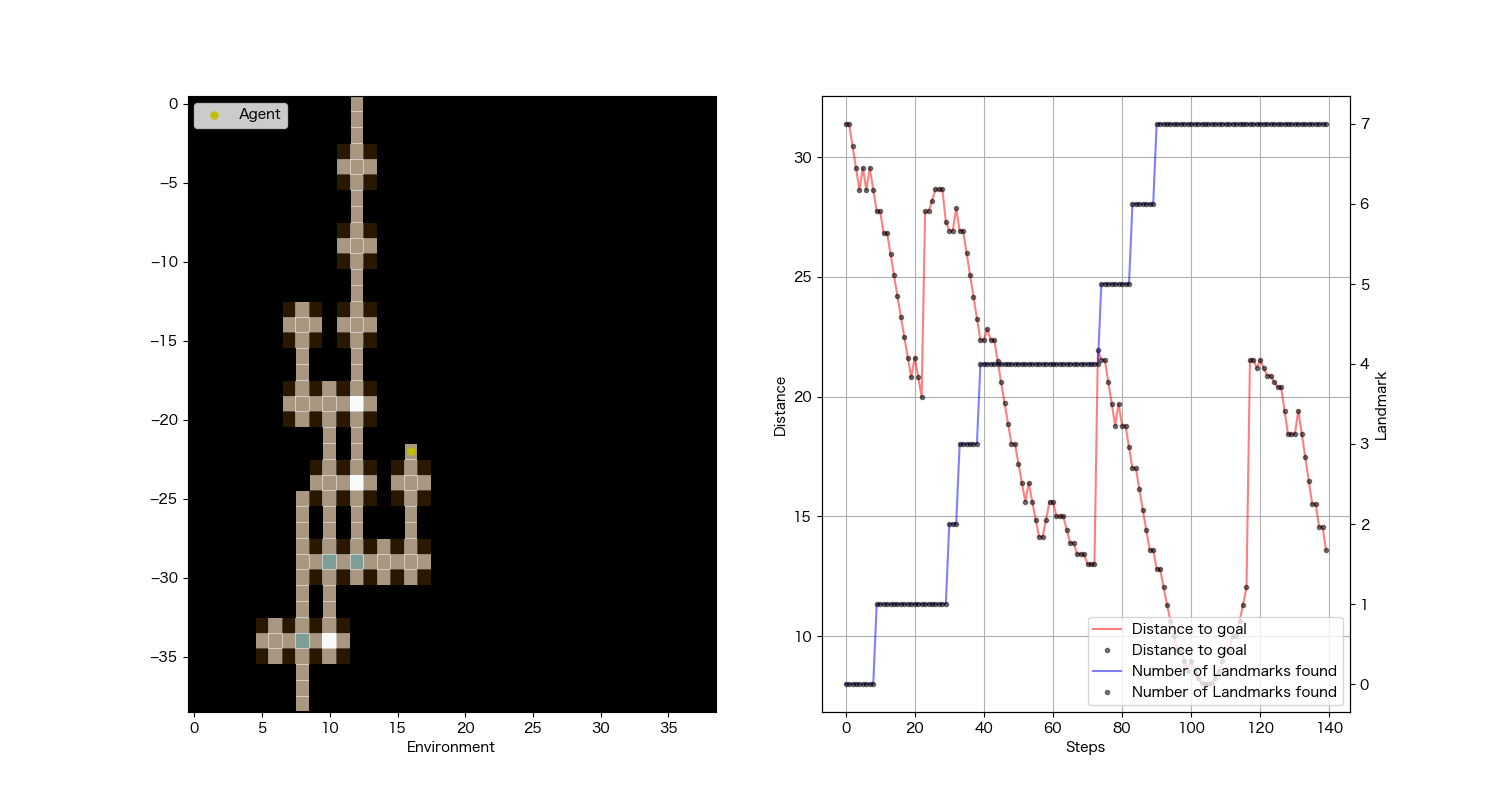 Agent
0
−5
−10
−15
−20
−25
−30
−35
0 5 10 15 20 25 30 35
Environment
Distance
30
25
20
15
10
0 20 40 60 80 100 120 140
Steps
7
6
5
4
3
2
1
0
Landmark
Distance to goal
Distance to goal
Number of Landmarks found
Number of Landmarks found